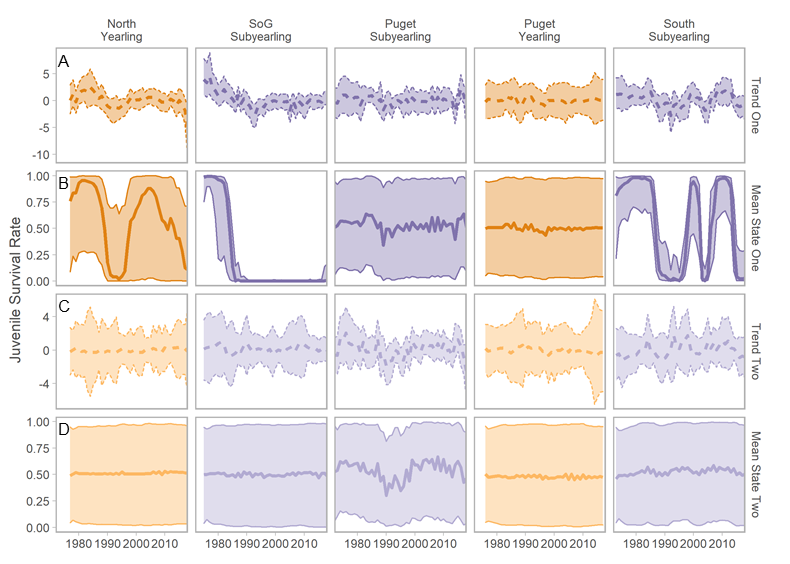 North SoG Puget Puget South
Yearling Subyearling Subyearling Yearling Subyearling
A
5
0
-5
-10
Trend One
B
1.00
0.75
0.50
0.25
0.00
Mean State One
Juvenile Survival Rate
C
4
0
-4
Trend Two
D
1.00
0.75
0.50
0.25
0.00
Mean State Two
1980 1990 2000 2010 1980 1990 2000 2010 1980 1990 2000 2010 1980 1990 2000 2010 1980 1990 2000 2010